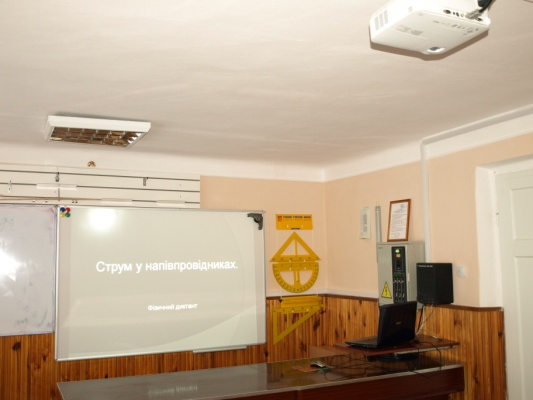 Струм у напівпровідниках.
Фізичний диктант